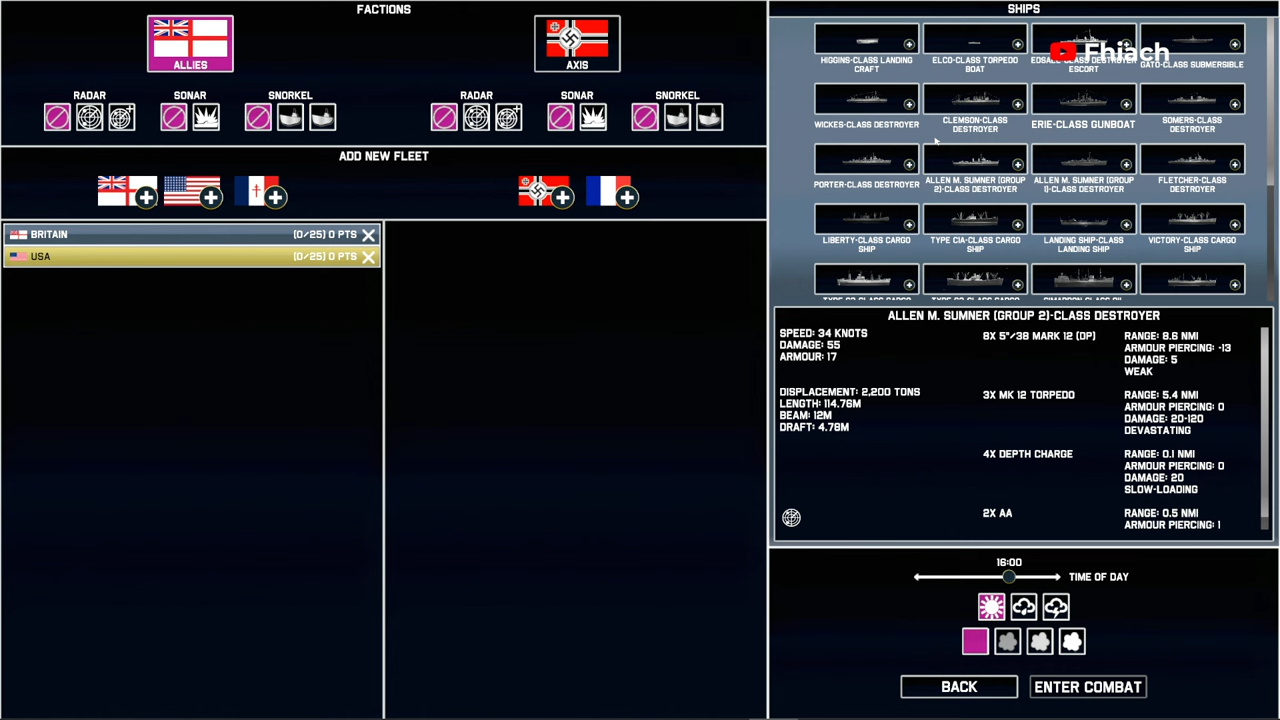 FACTIONS
ALLIES
AXIS
RADAR
SONAR
SNORKEL
RADAR
SONAR
SNORKEL
ADD NEW FLEET
BRITAIN
(0/25) 0 PTS
USA
(0/25) 0 PTS
SHIPS
Fhiach
HIGGINS-CLASS LANDING
CRAFT
ELCO-CLASS TORPEDO
BOAT
EDSALL-CLASS DESTROYER
ESCORT
GATO-CLASS SUBMERSIBLE
WICKES-CLASS DESTROYER
CLEMSON-CLASS
DESTROYER
ERIE-CLASS GUNBOAT
SOMERS-CLASS
DESTROYER
PORTER-CLASS DESTROYER
ALLEN M. SUMNER (GROUP
2)-CLASS DESTROYER
ALLEN M. SUMNER (GROUP
1)-CLASS DESTROYER
FLETCHER-CLASS
DESTROYER
LIBERTY-CLASS CARGO
SHIP
TYPE C1A-CLASS CARGO
SHIP
LANDING SHIP-CLASS
LANDING SHIP
VICTORY-CLASS CARGO
SHIP
ALLEN M. SUMNER (GROUP 2)-CLASS DESTROYER
SPEED: 34 KNOTS
DAMAGE: 55
ARMOUR: 17
DISPLACEMENT: 2,200 TONS
LENGTH: 114.76M
BEAM: 12M
DRAFT: 4.78M
8X 5"/38 MARK 12 (DP)
RANGE: 8.6 NMI
ARMOUR PIERCING: -13
DAMAGE: 5
WEAK
3X MK 12 TORPEDO
RANGE: 5.4 NMI
ARMOUR PIERCING: 0
DAMAGE: 20-120
DEVASTATING
4X DEPTH CHARGE
RANGE: 0.1 NMI
ARMOUR PIERCING: 0
DAMAGE: 20
SLOW-LOADING
2X AA
RANGE: 0.5 NMI
ARMOUR PIERCING: 1
16:00
TIME OF DAY
BACK
ENTER COMBAT